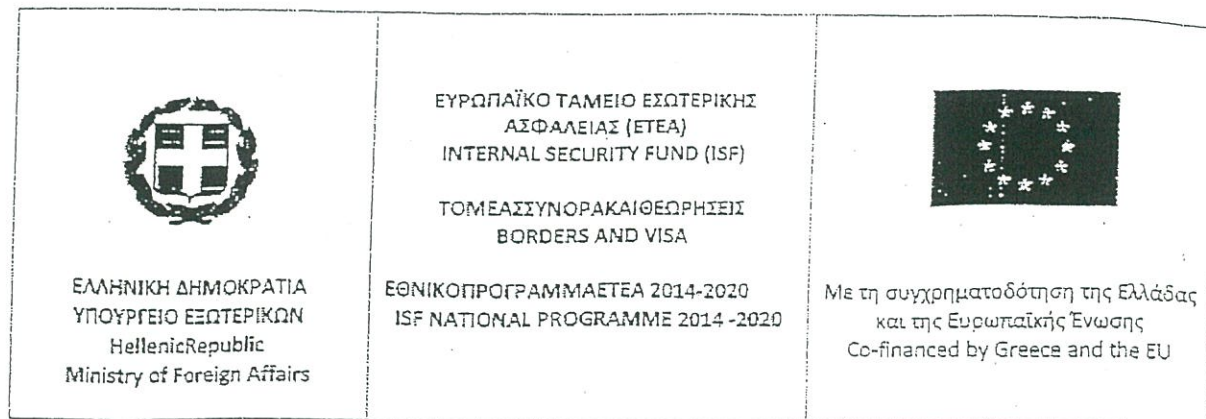 ΕΛΛΗΝΙΚΗ ΔΗΜΟΚΡΑΤΙΑ
ΥΠΟΥΡΓΕΙΟ ΕΞΩΤΕΡΙΚΩΝ
HellenicRepublic
Ministry of Foreign Affairs
ΕΥΡΩΠΑΪΚΟ ΤΑΜΕΙΟ ΕΣΩΤΕΡΙΚΗΣ
ΑΣΦΑΛΕΙΑΣ (ΕΤΕΑ)
INTERNAL SECURITY FUND (ISF)
ΤΟΜΕΑΣΣΥΝΟΡΑΚΑΙΘΕΩΡΗΣΕΙΣ
BORDERS AND VISA
ΕΘΝΙΚΟΠΡΟΓΡΑΜΜΑΕΤΕΑ 2014-2020
ISF NATIONAL PROGRAMME 2014 -2020
Με τη συγχρηματοδότηση της Ελλάδας
και της Ευρωπαϊκής Ένωσης
Co-financed by Greece and the EU